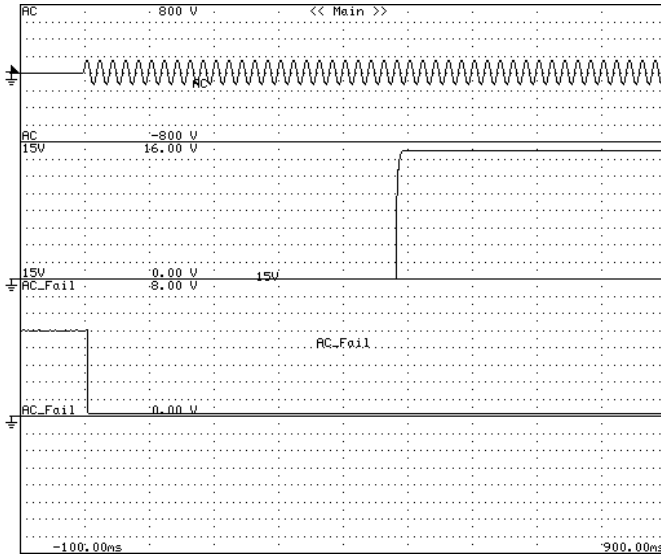 AC 800 V << Main >>
AC
AC -800 V
15V 16.00 V
15V 0.00 V 15V
AC_Fail 8.00 V
AC_Fail
AC_Fail 0.00 V
-100.00ms 900.00ms